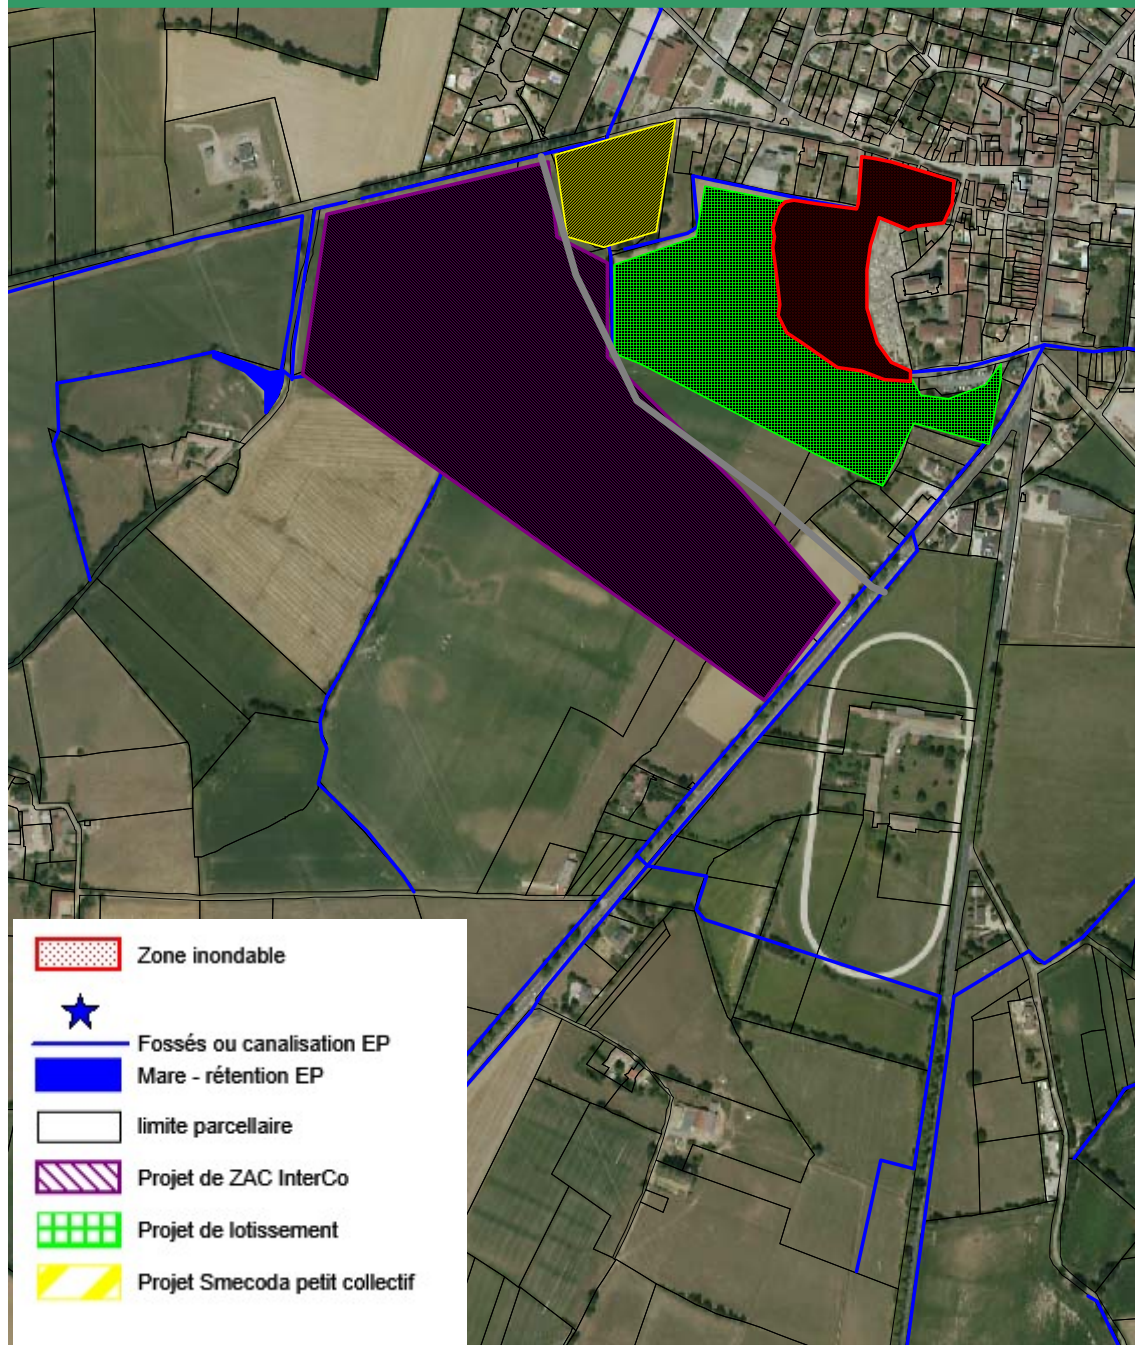 Zone inondable
Fossés ou canalisation EP
Mare - rétention EP
limite parcellaire
Projet de ZAC InterCo
Projet de lotissement
Projet Smecoda petit collectif